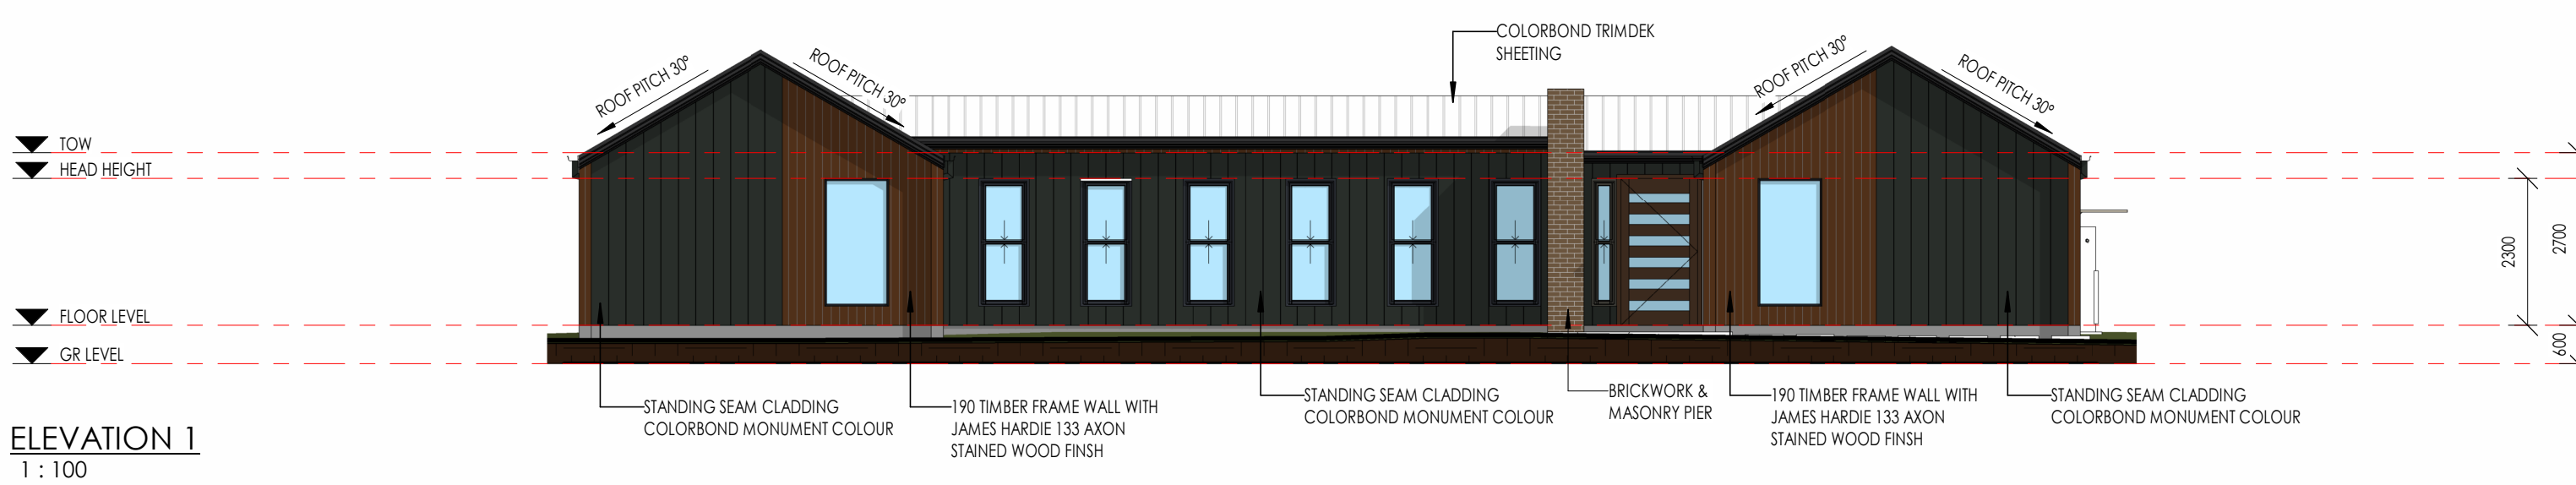 COLORBOND TRIMDEK
SHEETING
ROOF PITCH 30°
ROOF PITCH 30°
ROOF PITCH 30°
ROOF PITCH 30°
TOW
HEAD HEIGHT
FLOOR LEVEL
GR LEVEL
2300
2700
600
STANDING SEAM CLADDING
COLORBOND MONUMENT COLOUR
190 TIMBER FRAME WALL WITH
JAMES HARDIE 133 AXON
STAINED WOOD FINSH
STANDING SEAM CLADDING
COLORBOND MONUMENT COLOUR
BRICKWORK &
MASONRY PIER
190 TIMBER FRAME WALL WITH
JAMES HARDIE 133 AXON
STAINED WOOD FINSH
STANDING SEAM CLADDING
COLORBOND MONUMENT COLOUR
ELEVATION 1
1 : 100